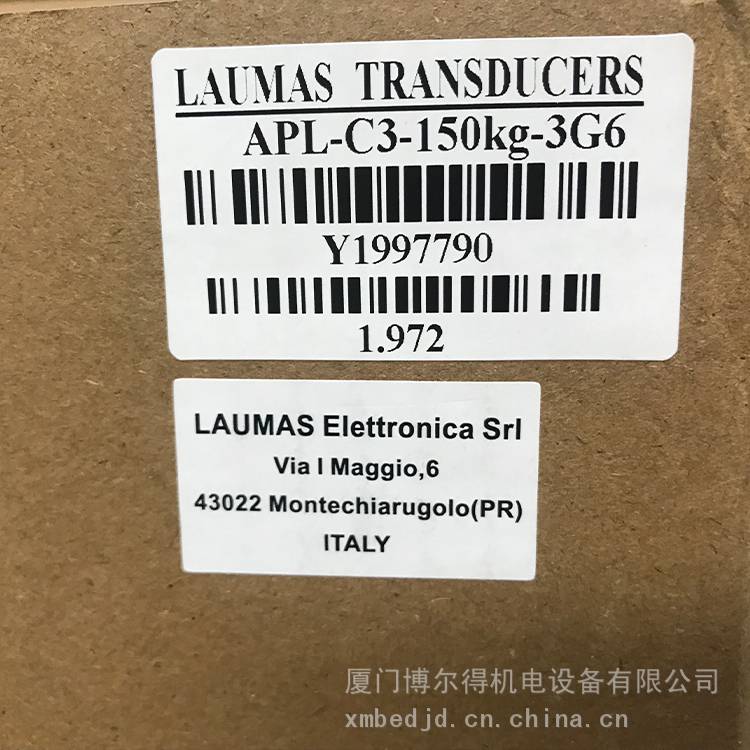 LAUMAS TRANSDUCERS
APL-C3-150kg-3G6
Y1997790
1.972
LAUMAS Elettronica Srl
Via I Maggio,6
43022 Montechiarugolo(PR)
ITALY
厦门博尔得机电设备有限公司
xmbedjd.cn.china.cn